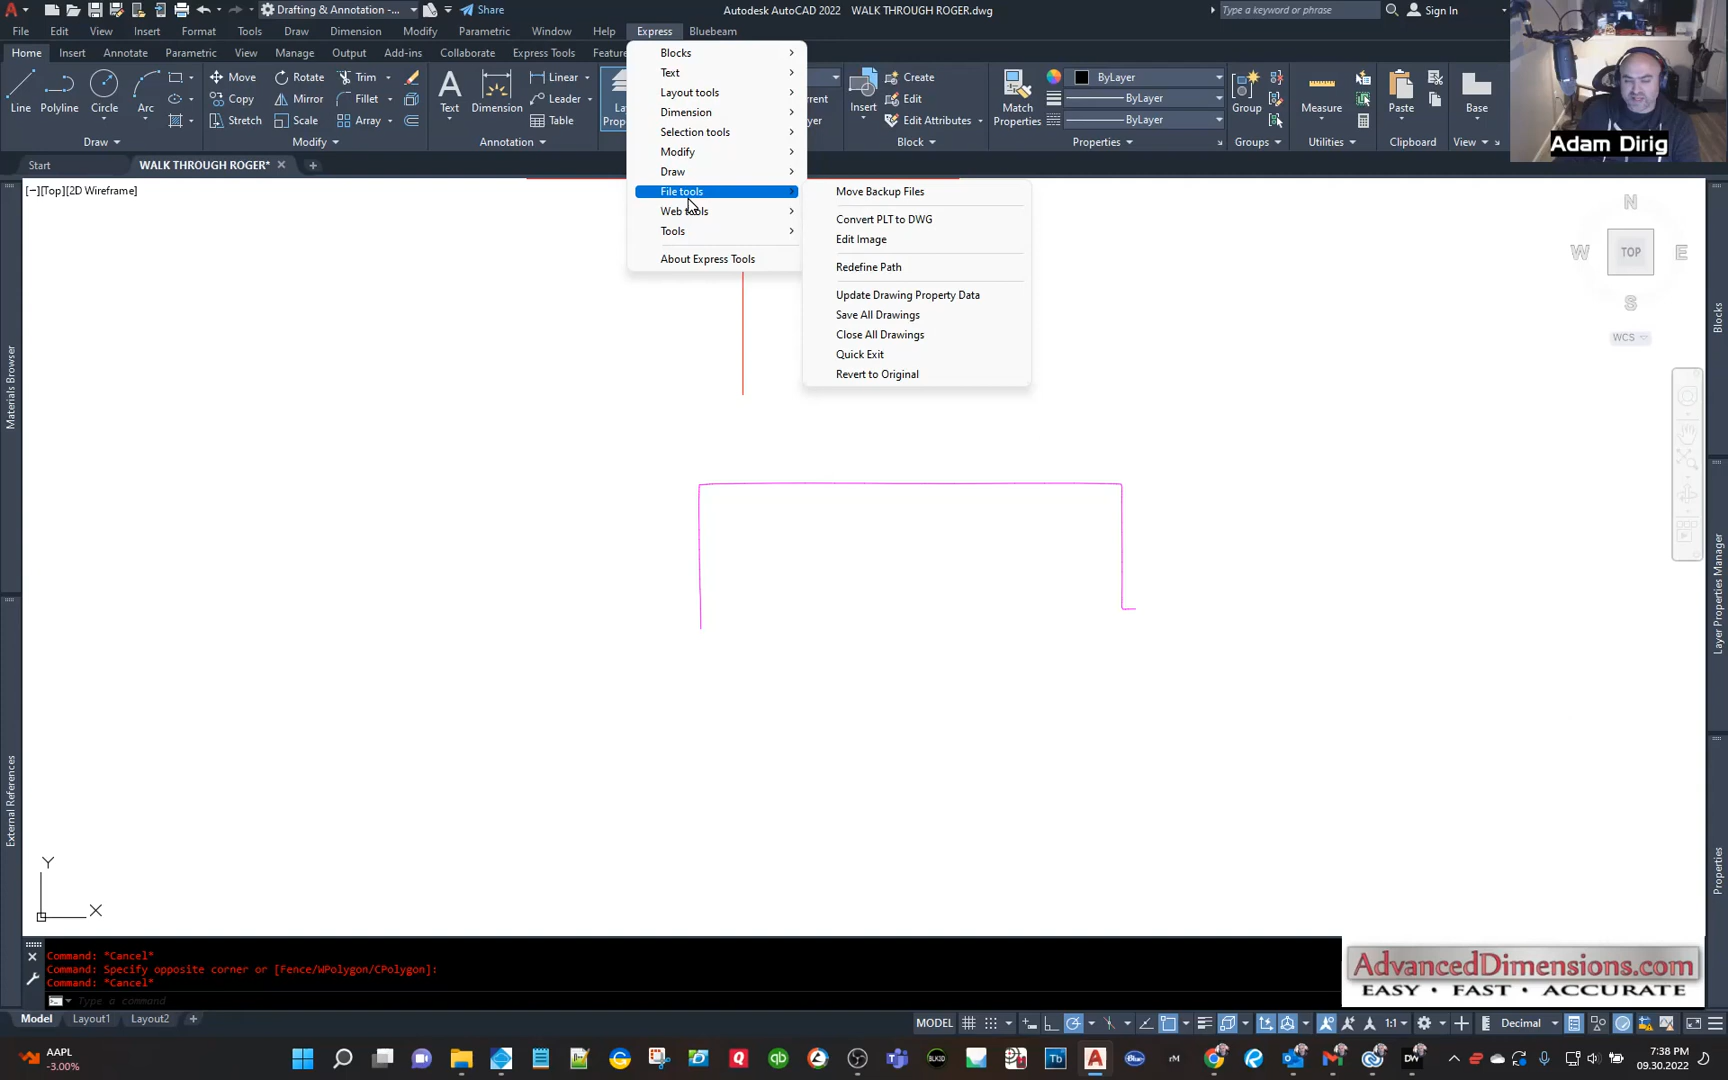 Drafting & Annotation -...
Share
Autodesk AutoCAD 2022 WALK THROUGH ROGER.dwg
Type a keyword or phrase
Sign In
File Edit View Insert Format Tools Draw Dimension Modify Parametric Window Help Express Bluebeam
Home Insert Annotate Parametric View Manage Output Add-ins Collaborate Express Tools Featur
Line
Polyline
Circle
Arc
Draw
Move
Copy
Stretch
Rotate
Mirror
Scale
Trim
Fillet
Array
Modify
Text
Dimension
Linear
Leader
Table
Annotation
Insert
Create
Edit
Edit Attributes
Block
Match
Properties
ByLayer
ByLayer
ByLayer
Properties
Group
Groups
Measure
Utilities
Paste
Clipboard
Base
View
Adam Dirig
Start
WALK THROUGH ROGER*
[−][Top][2D Wireframe]
Blocks
Text
Layout tools
Dimension
Selection tools
Modify
Draw
File tools
Web tools
Tools
About Express Tools
Move Backup Files
Convert PLT to DWG
Edit Image
Redefine Path
Update Drawing Property Data
Save All Drawings
Close All Drawings
Quick Exit
Revert to Original
N
W
TOP
E
S
WCS
Materials Browser
External References
Blocks
Layer Properties Manager
Properties
Y
X
Command: *Cancel*
Command: Specify opposite corner or [Fence/WPolygon/CPolygon]:
Command: *Cancel*
Type a command
AdvancedDimensions.com
EASY • FAST • ACCURATE
Model
Layout1
Layout2
MODEL
1:1
Decimal
AAPL
-3.00%
7:38 PM
09.30.2022